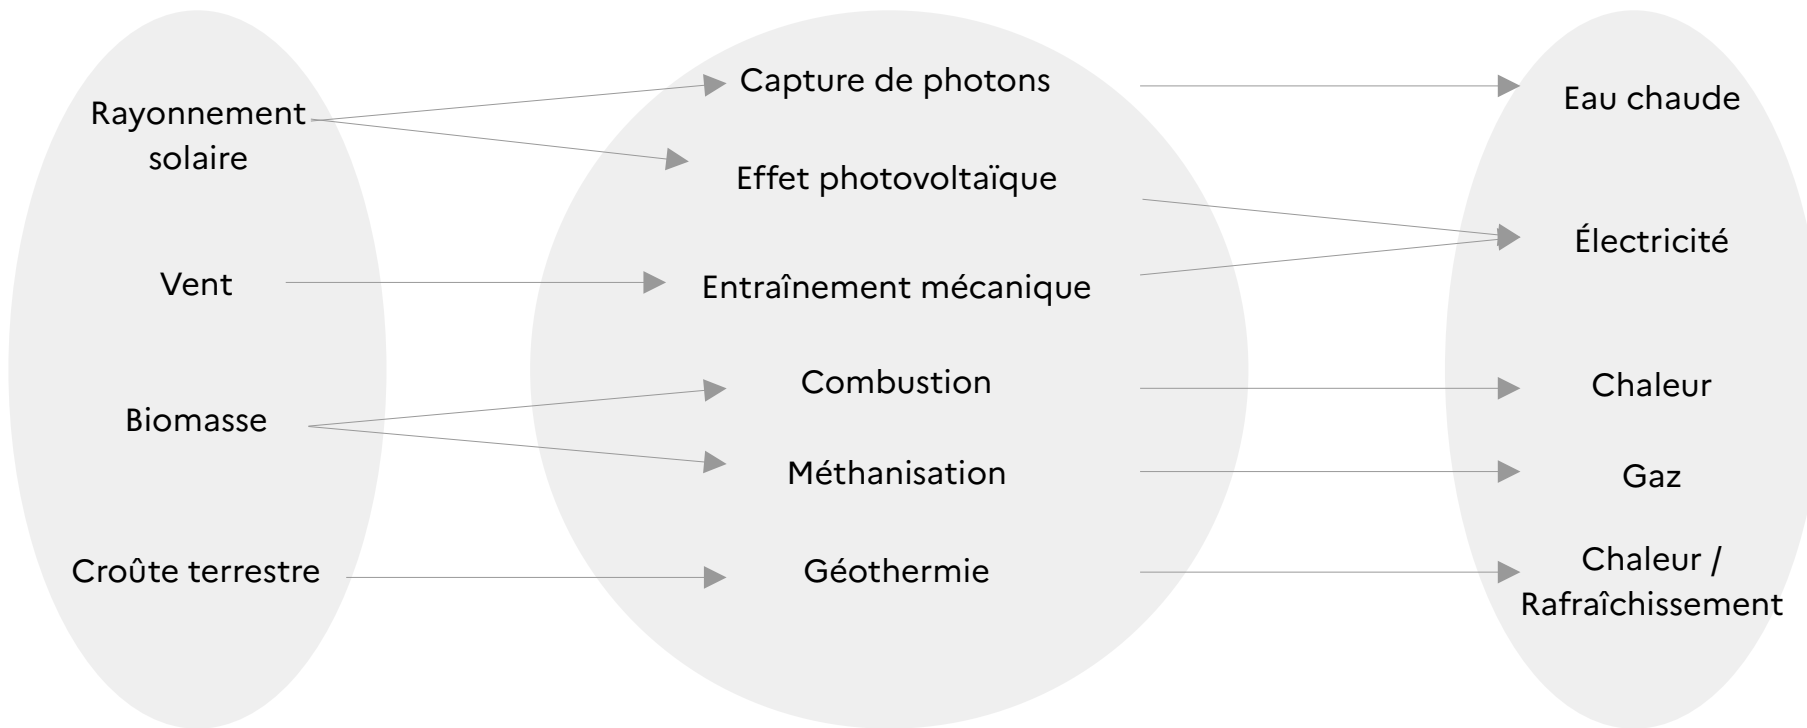 Rayonnement
solaire
Vent
Biomasse
Croûte terrestre
Capture de photons
Effet photovoltaïque
Entraînement mécanique
Combustion
Méthanisation
Géothermie
Eau chaude
Électricité
Chaleur
Gaz
Chaleur /
Rafraîchissement